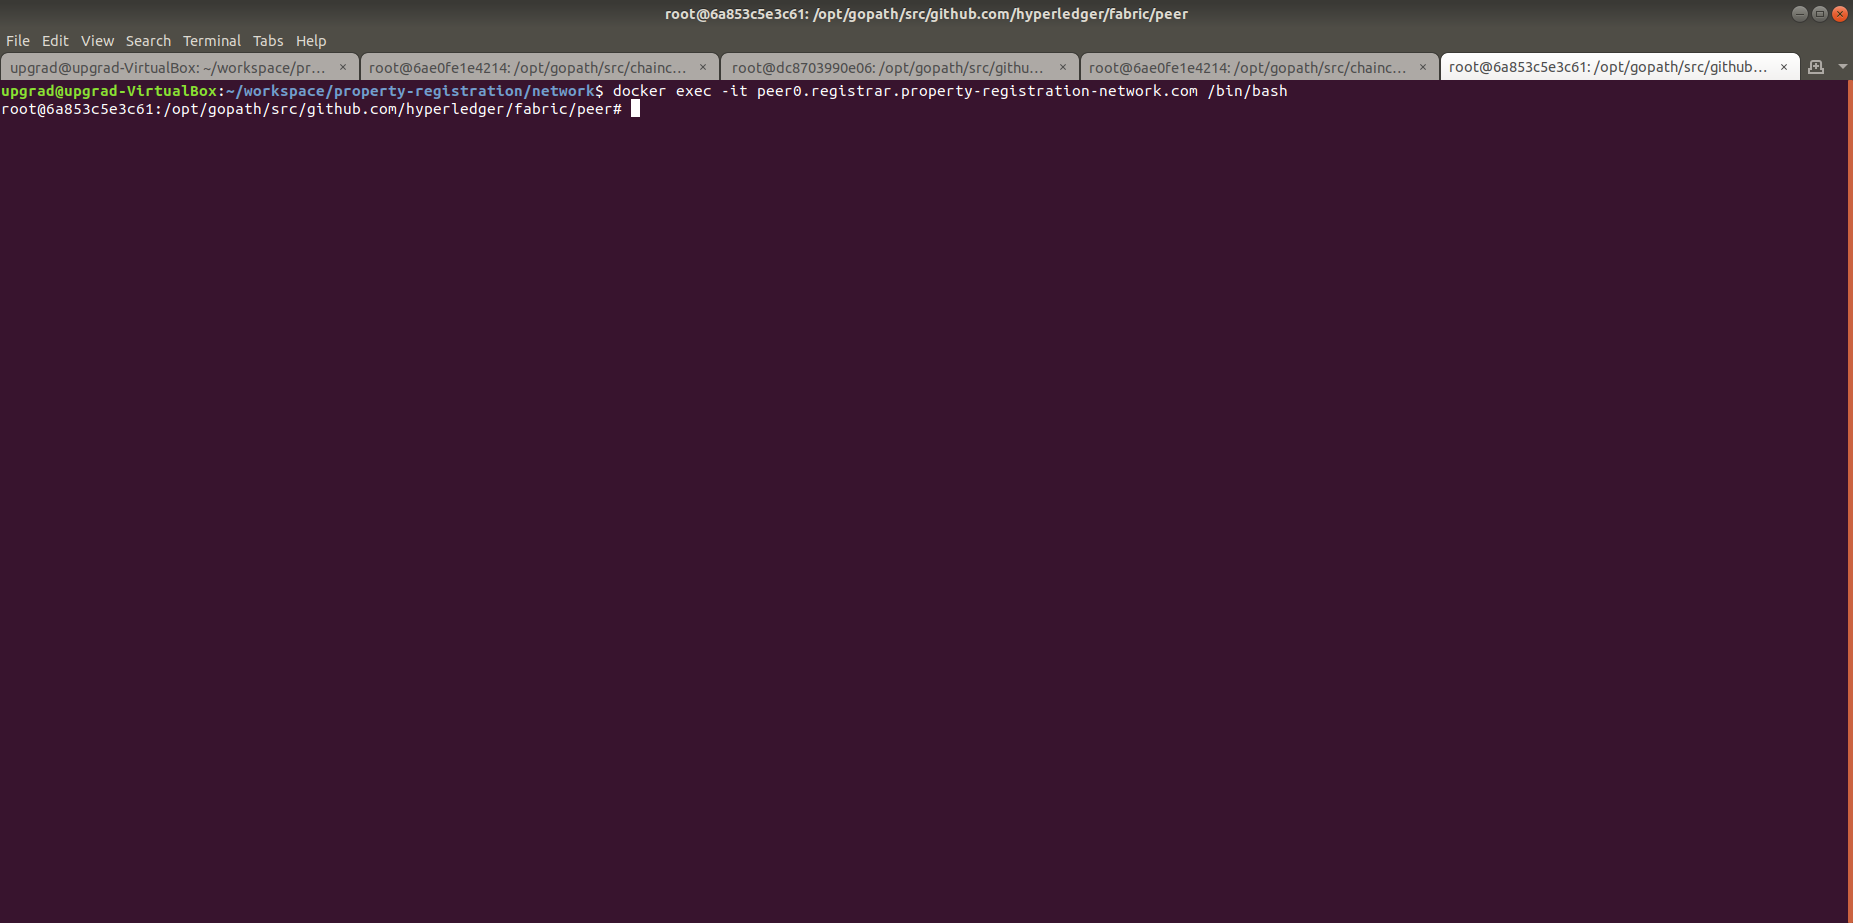 root@6a853c5e3c61: /opt/gopath/src/github.com/hyperledger/fabric/peer
File Edit View Search Terminal Tabs Help
upgrad@upgrad-VirtualBox: ~/workspace/pr... × root@6ae0fe1e4214: /opt/gopath/src/chainc... × root@dc8703990e06: /opt/gopath/src/githu... × root@6ae0fe1e4214: /opt/gopath/src/chainc... × root@6a853c5e3c61: /opt/gopath/src/github... ×
upgrad@upgrad-VirtualBox:~/workspace/property-registration/network$ docker exec -it peer0.registrar.property-registration-network.com /bin/bash
root@6a853c5e3c61:/opt/gopath/src/github.com/hyperledger/fabric/peer#